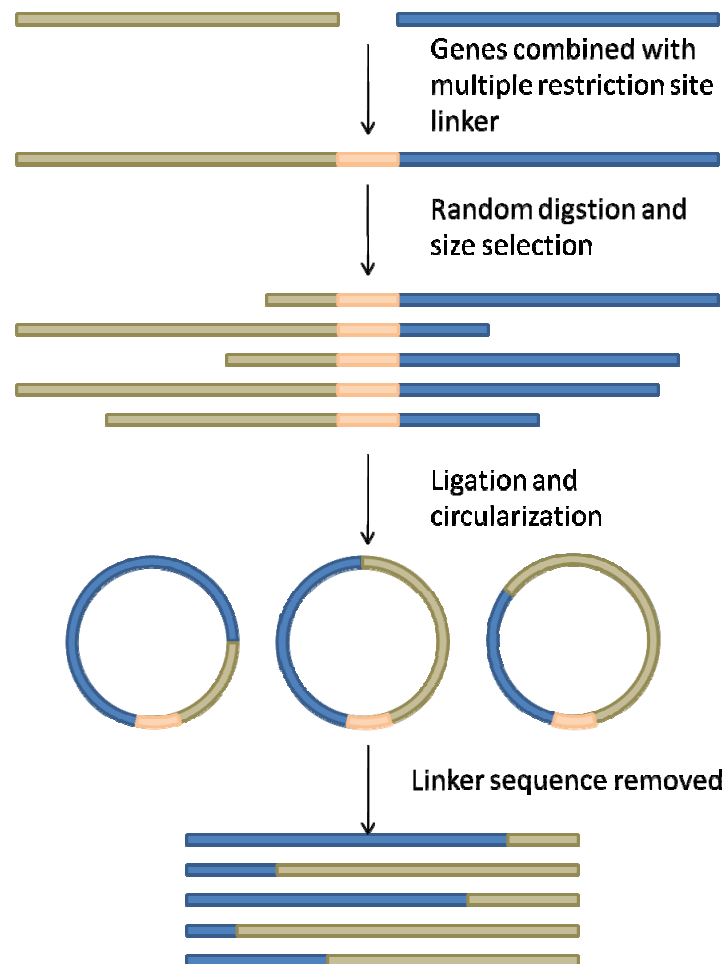 Genes combined with
multiple restriction site
linker
Random digstion and
size selection
Ligation and
circularization
Linker sequence removed